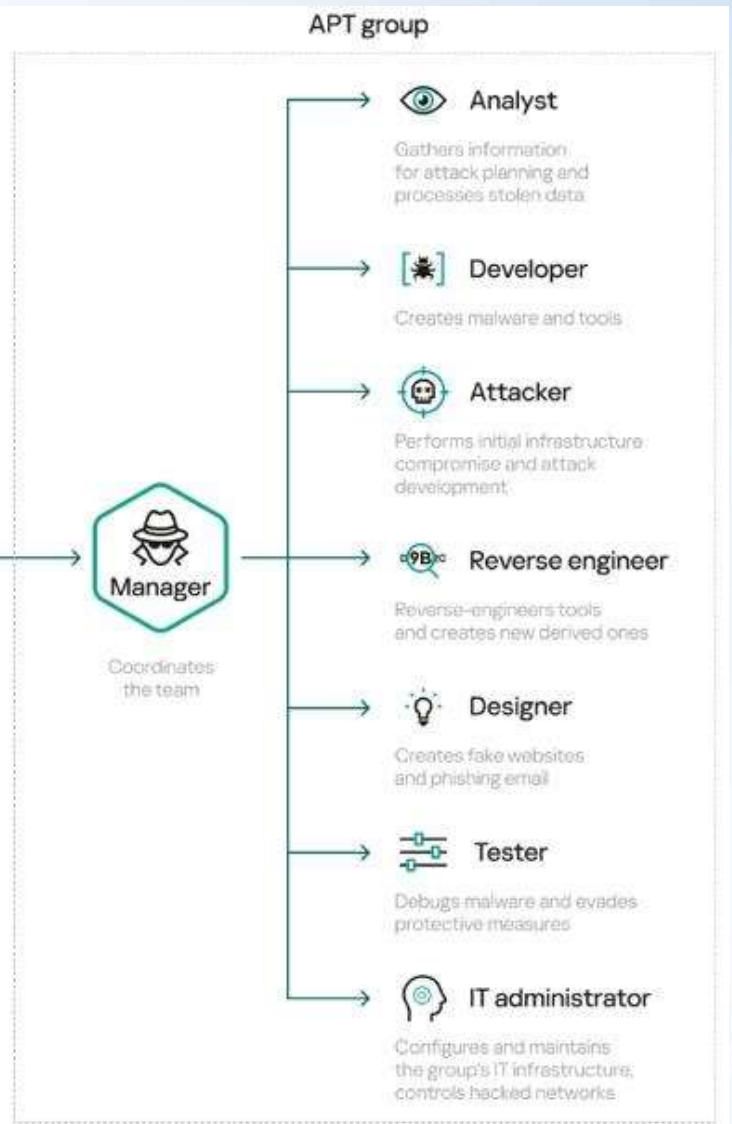 APT group
Analyst
Gathers information
for attack planning and
processes stolen data
Developer
Creates malware and tools
Attacker
Performs initial infrastructure
compromise and attack
development
Manager
Coordinates
the team
9B
Reverse engineer
Reverse-engineers tools
and creates new derived ones
Designer
Creates fake websites
and phishing email
Tester
Debugs malware and evades
protective measures
IT administrator
Configures and maintains
the group's IT infrastructure,
controls hacked networks